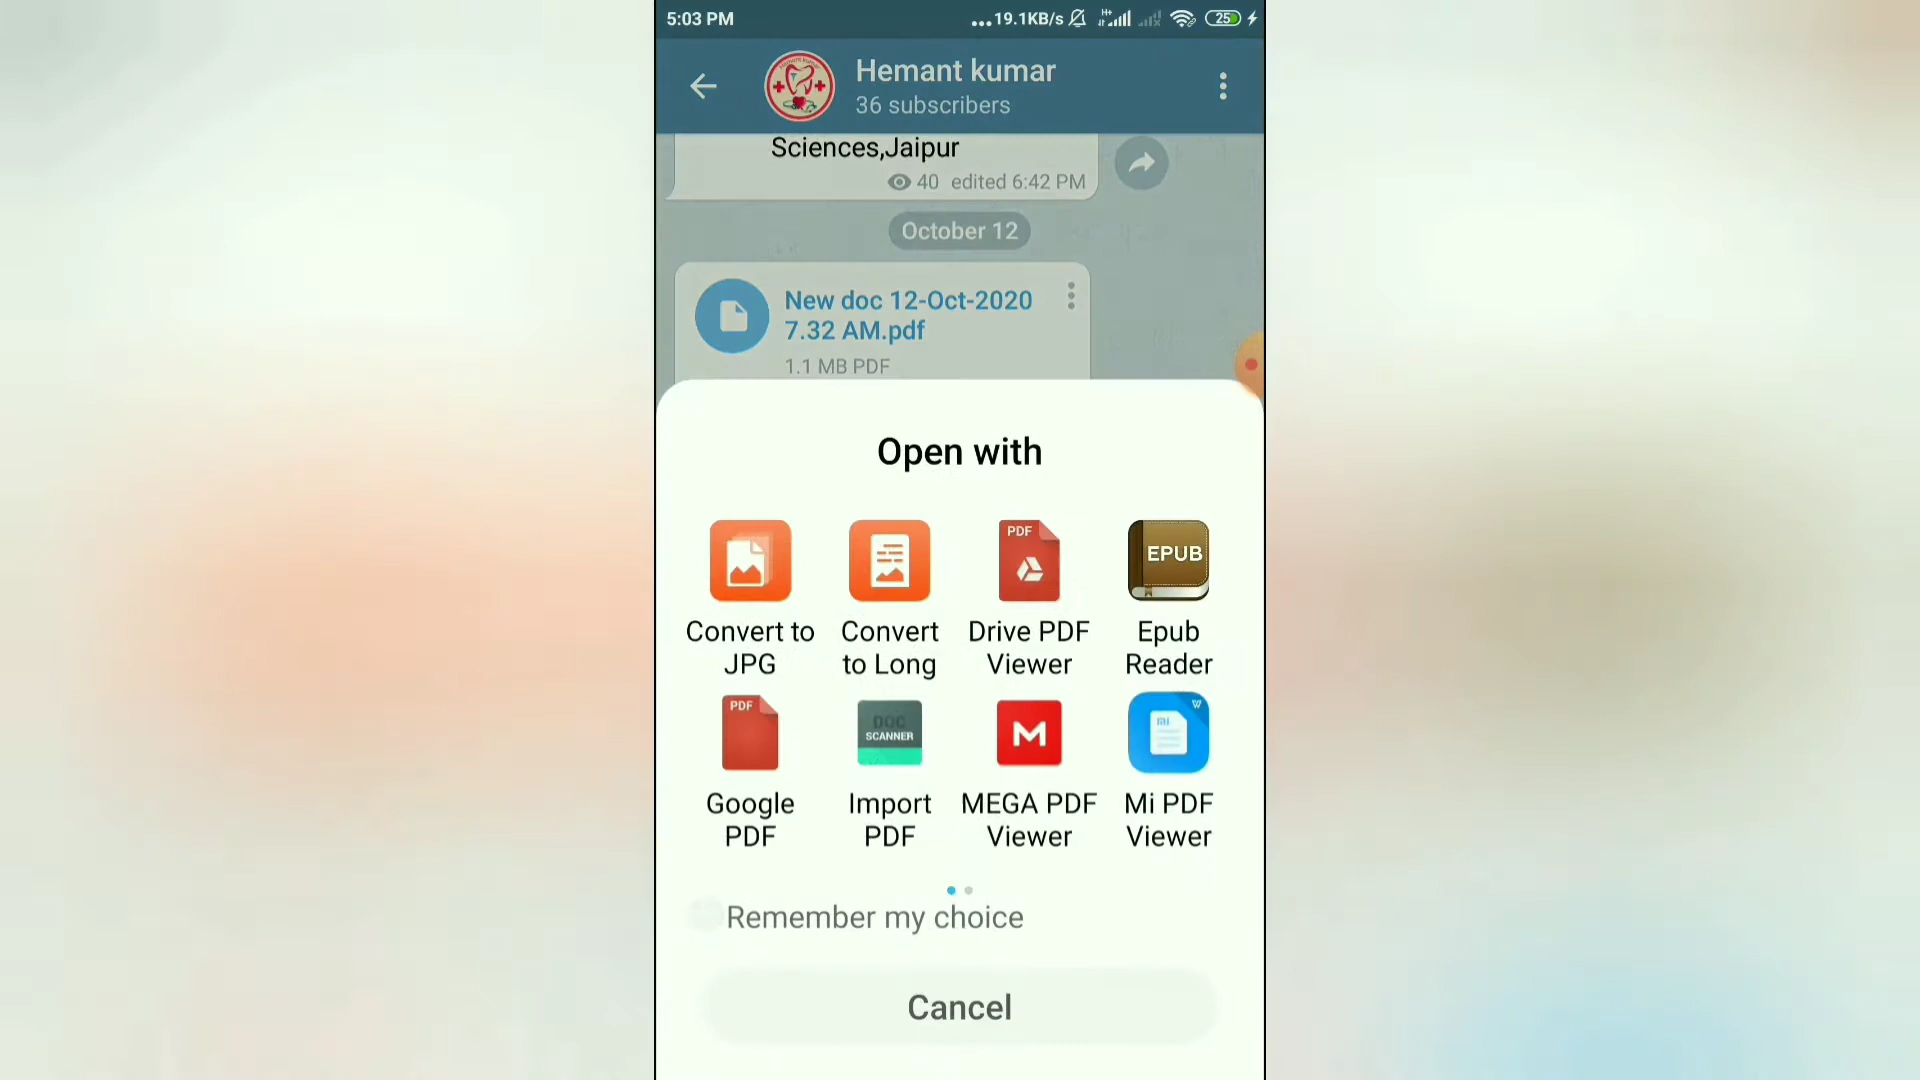 5:03 PM
...19.1KB/s
H+
25
Hemant kumar
36 subscribers
Sciences,Jaipur
40 edited 6:42 PM
October 12
New doc 12-Oct-2020
7.32 AM.pdf
1.1 MB PDF
Open with
PDF
EPUB
Convert to
JPG
Convert
to Long
Drive PDF
Viewer
Epub
Reader
PDF
DOC
SCANNER
M
mi
W
Google
PDF
Import
PDF
MEGA PDF
Viewer
Mi PDF
Viewer
Remember my choice
Cancel